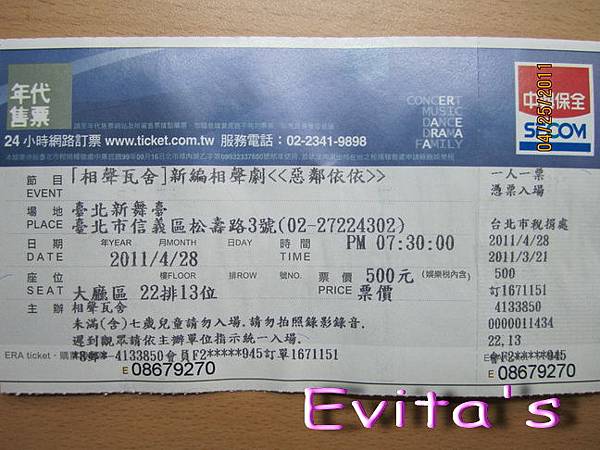 年代
售票
24 小時網路訂票 www.ticket.com.tw 服務電話：02-2341-9898
CONCERT
MUSIC
DANCE
DRAMA
FAMILY
中興保全
SECOM
04/25/2011
節目 「相聲瓦舍」新編相聲劇<<惡鄰依依>>
EVENT
場地 臺北新舞臺
PLACE 臺北市信義區松壽路3號(02-27224302)
日期 年YEAR 月MONTH 日DAY 時間 PM 07:30:00
DATE 2011/4/28 TIME
座位 樓FLOOR 排ROW 號NO. 票價 500元 (娛樂稅內含)
SEAT 大廳區 22排13位 PRICE 票價
主辦 相聲瓦舍
未滿(含)七歲兒童請勿入場.請勿拍照錄影錄音.
遲到觀眾請依主辦單位指示統一入場.
ERA ticket
4133850會員F2*****945訂單1671151
E 08679270
一人一票
憑票入場
台北市稅捐處
2011/4/28
2011/3/21
500
訂1671151
4133850
0000011434
22,13
會F2*****945
E 08679270
Evita's